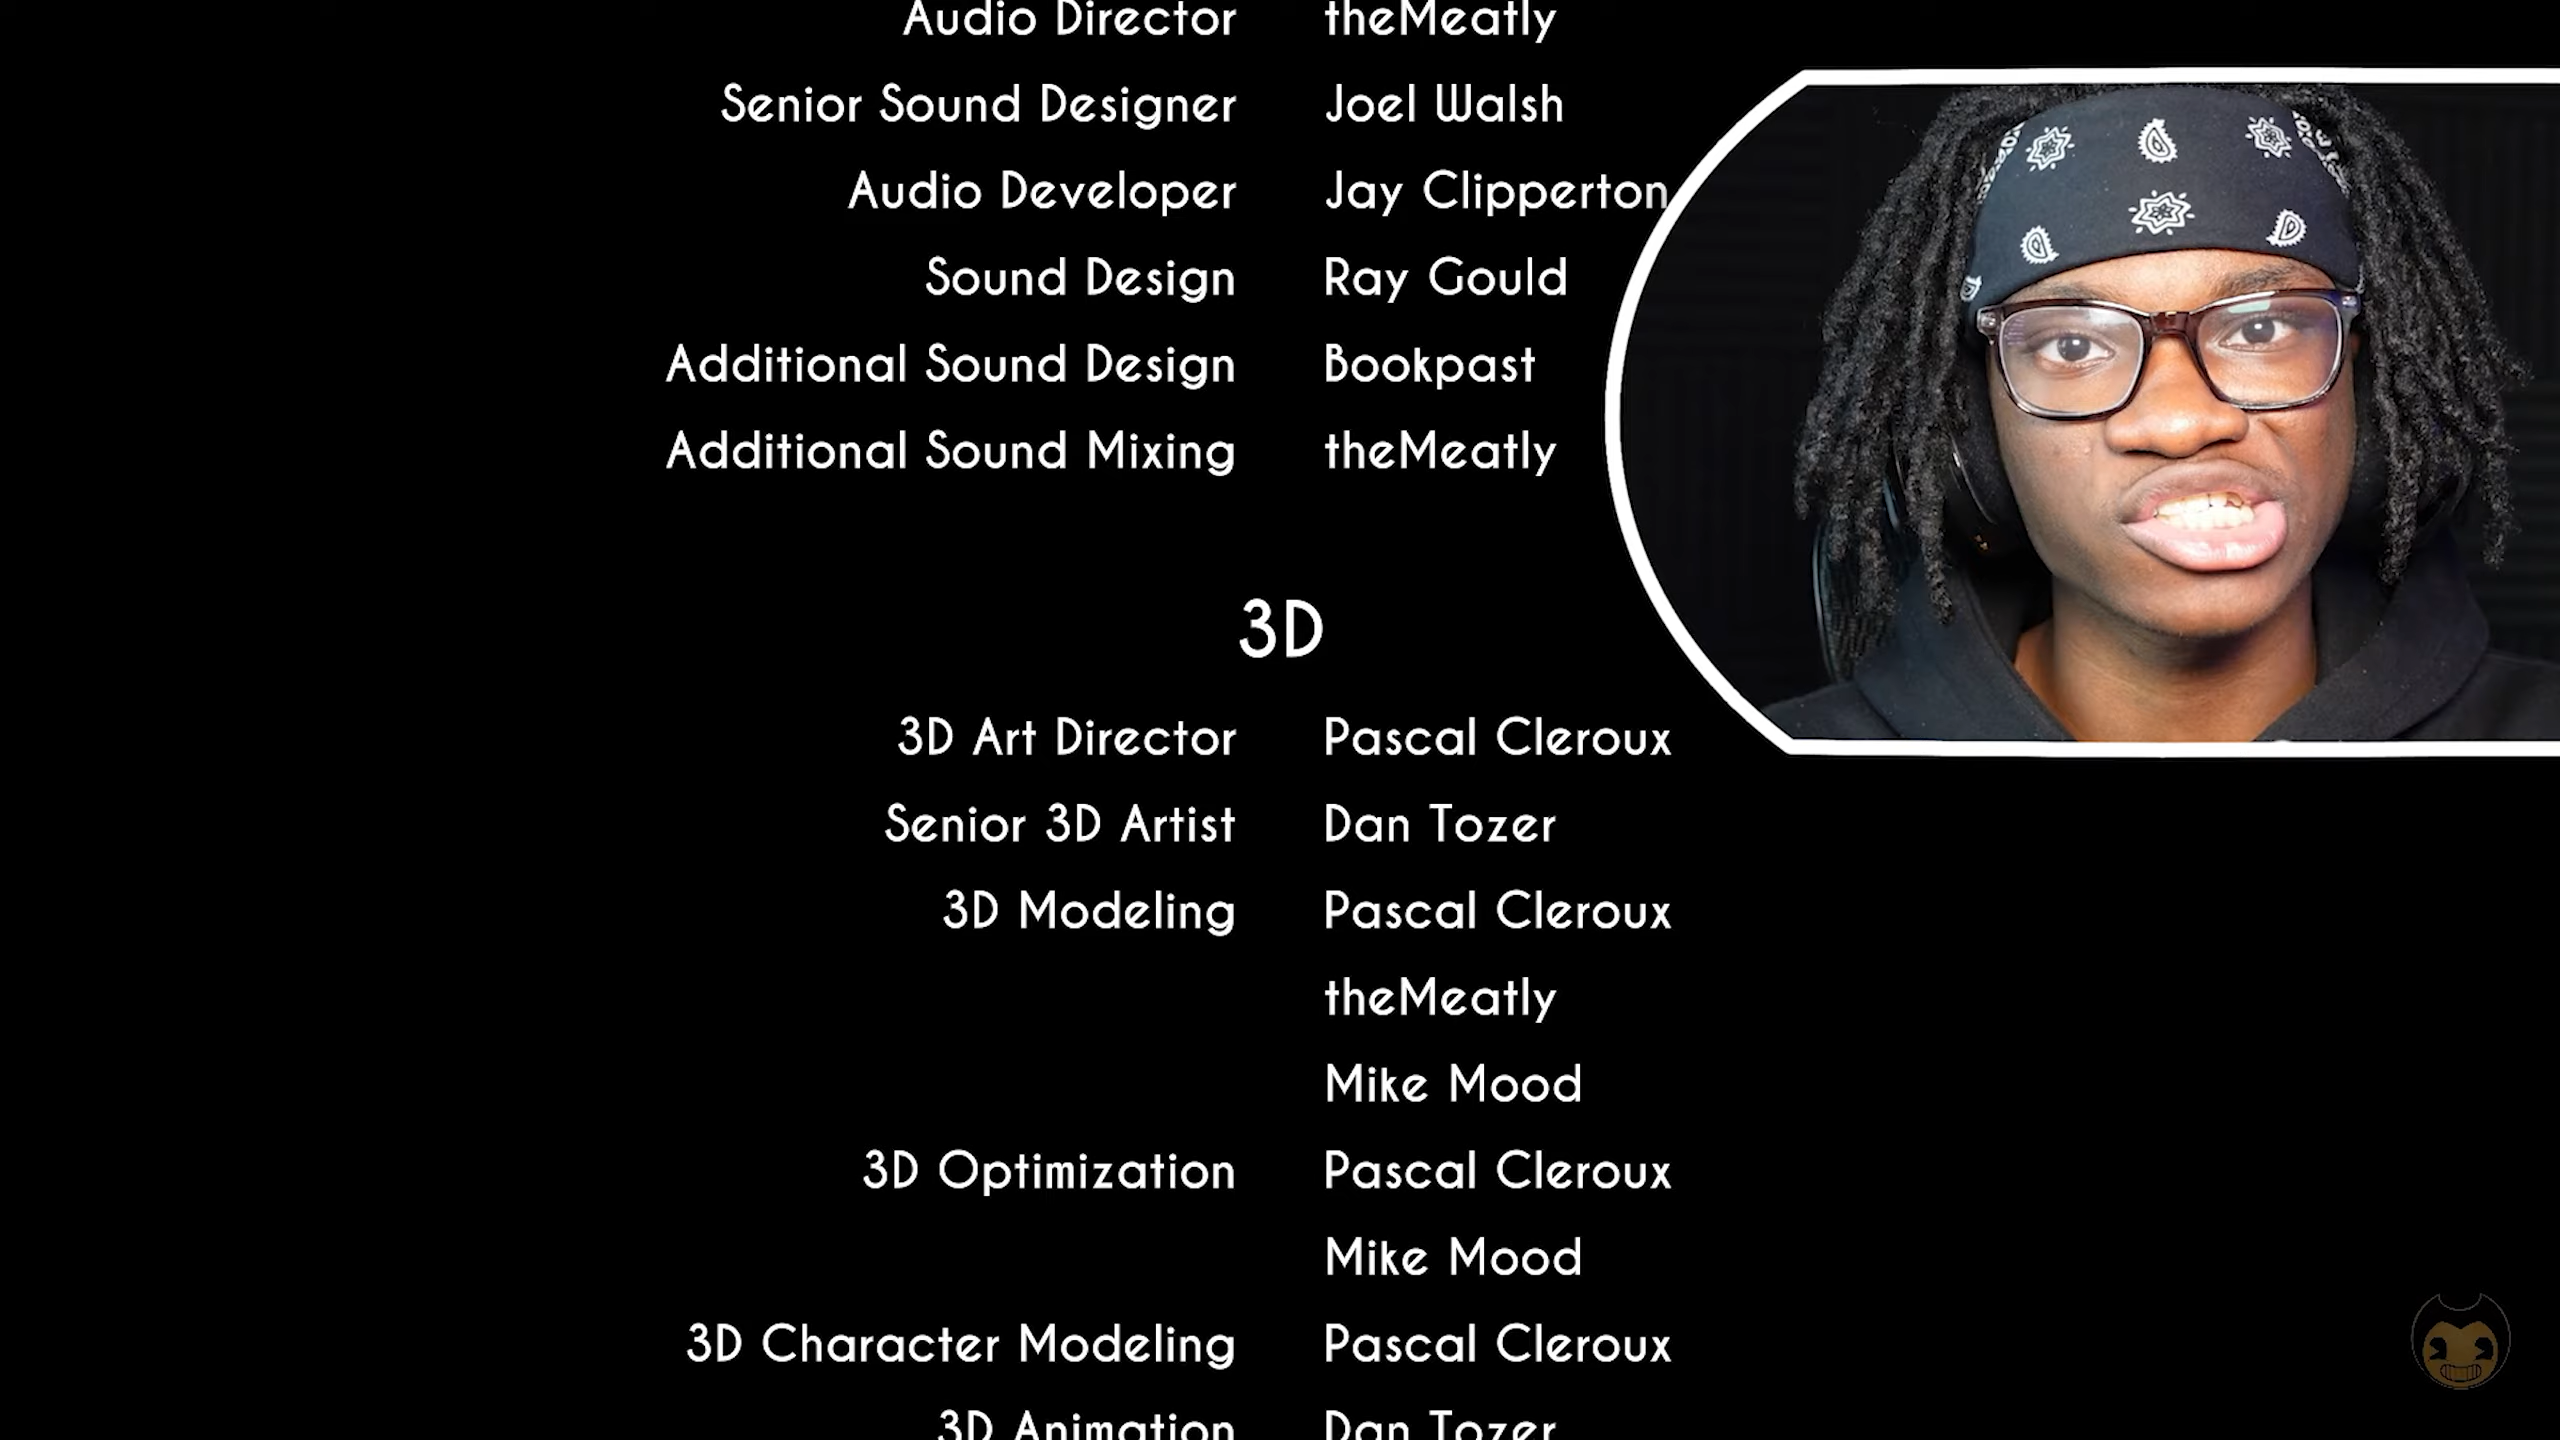 Audio Director theMeatly
Senior Sound Designer Joel Walsh
Audio Developer Jay Clipperton
Sound Design Ray Gould
Additional Sound Design Bookpast
Additional Sound Mixing theMeatly
3D
3D Art Director Pascal Cleroux
Senior 3D Artist Dan Tozer
3D Modeling Pascal Cleroux
theMeatly
Mike Mood
3D Optimization Pascal Cleroux
Mike Mood
3D Character Modeling Pascal Cleroux
3D Animation Dan Tozer